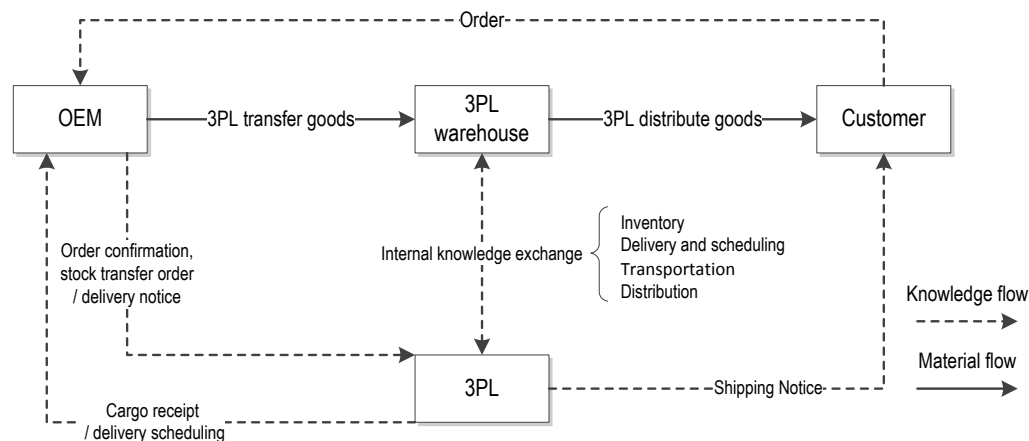 Order
OEM
3PL transfer goods
3PL
warehouse
3PL distribute goods
Customer
Order confirmation,
stock transfer order
/ delivery notice
Internal knowledge exchange
Inventory
Delivery and scheduling
Transportation
Distribution
Knowledge flow
Material flow
3PL
Shipping Notice
Cargo receipt
/ delivery scheduling